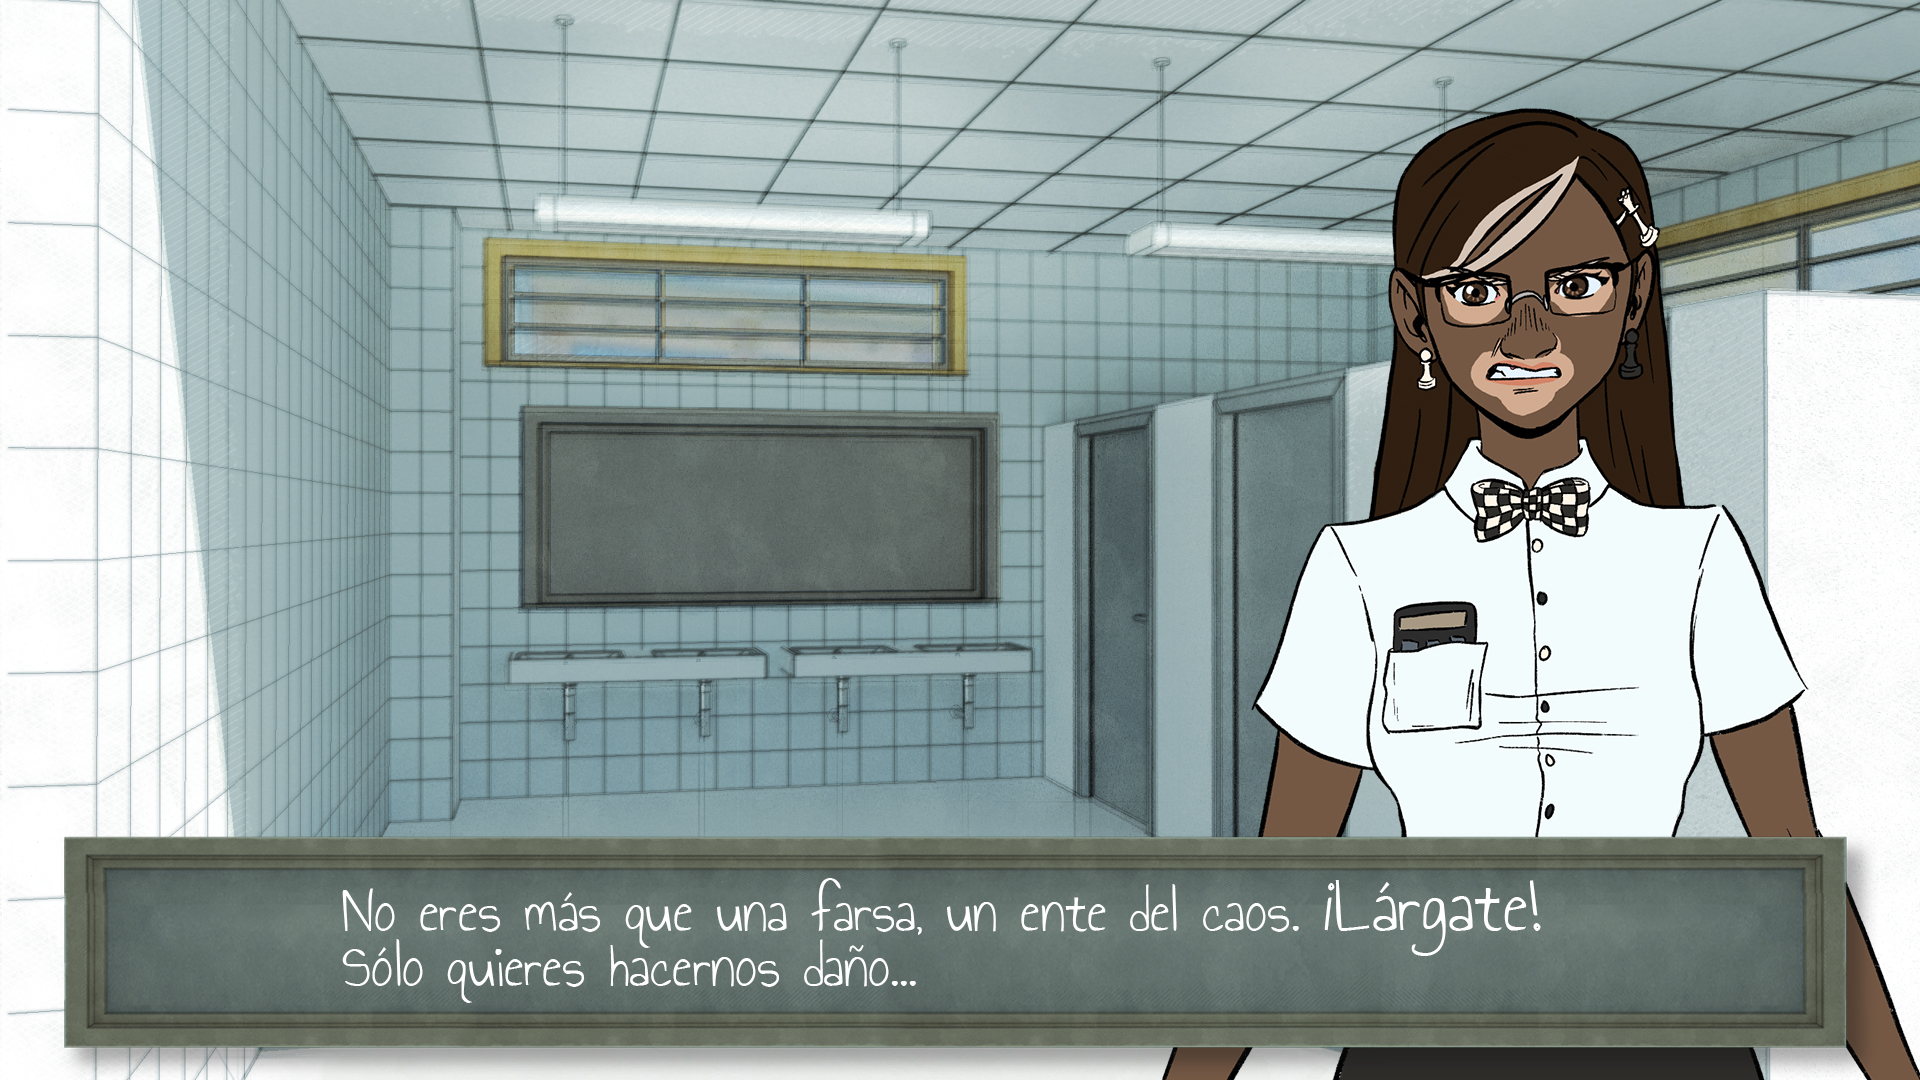 No eres más que una farsa, un ente del caos. ¡Lárgate!
Sólo quieres hacernos daño...